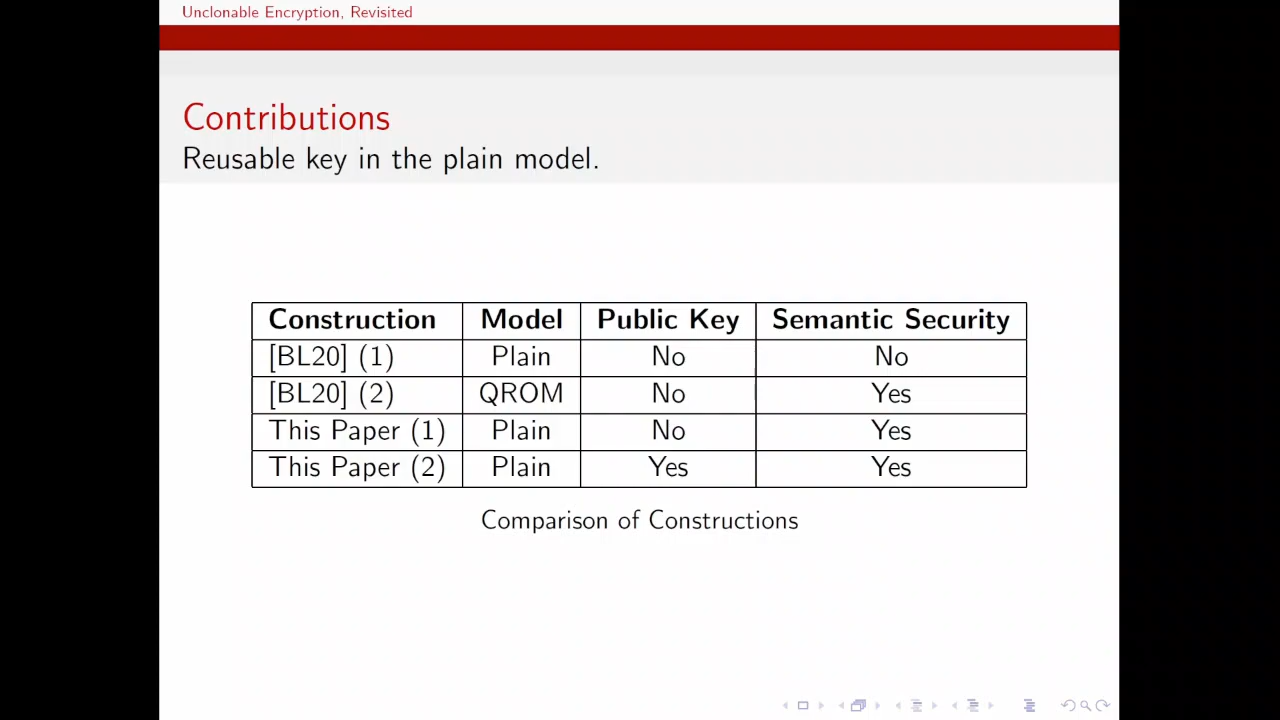 Unclonable Encryption, Revisited
Contributions
Reusable key in the plain model.
Construction Model Public Key Semantic Security
[BL20] (1) Plain No No
[BL20] (2) QROM No Yes
This Paper (1) Plain No Yes
This Paper (2) Plain Yes Yes
Comparison of Constructions